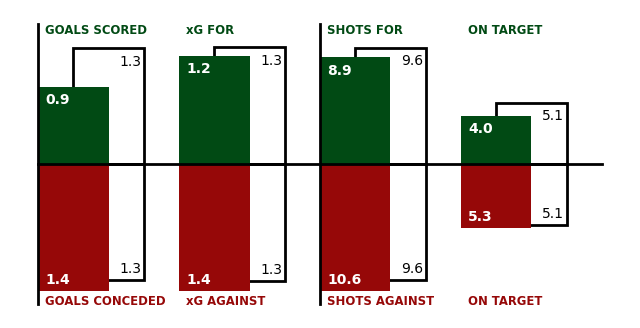 GOALS SCORED xG FOR SHOTS FOR ON TARGET
1.3 1.3 9.6
0.9 1.2 8.9
5.1
4.0
5.3 5.1
1.4 1.3 1.4 1.3 10.6 9.6
GOALS CONCEDED xG AGAINST SHOTS AGAINST ON TARGET